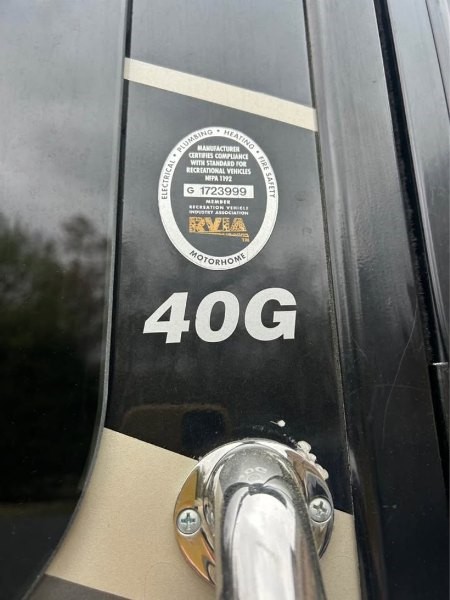 ELECTRICAL • PLUMBING • HEATING • FIRE SAFETY
MANUFACTURER
CERTIFIES COMPLIANCE
WITH STANDARD FOR
RECREATIONAL VEHICLES
NFPA 1192
G 1723999
MEMBER
RECREATION VEHICLE
INDUSTRY ASSOCIATION
RVIA
TM
MOTORHOME
40G